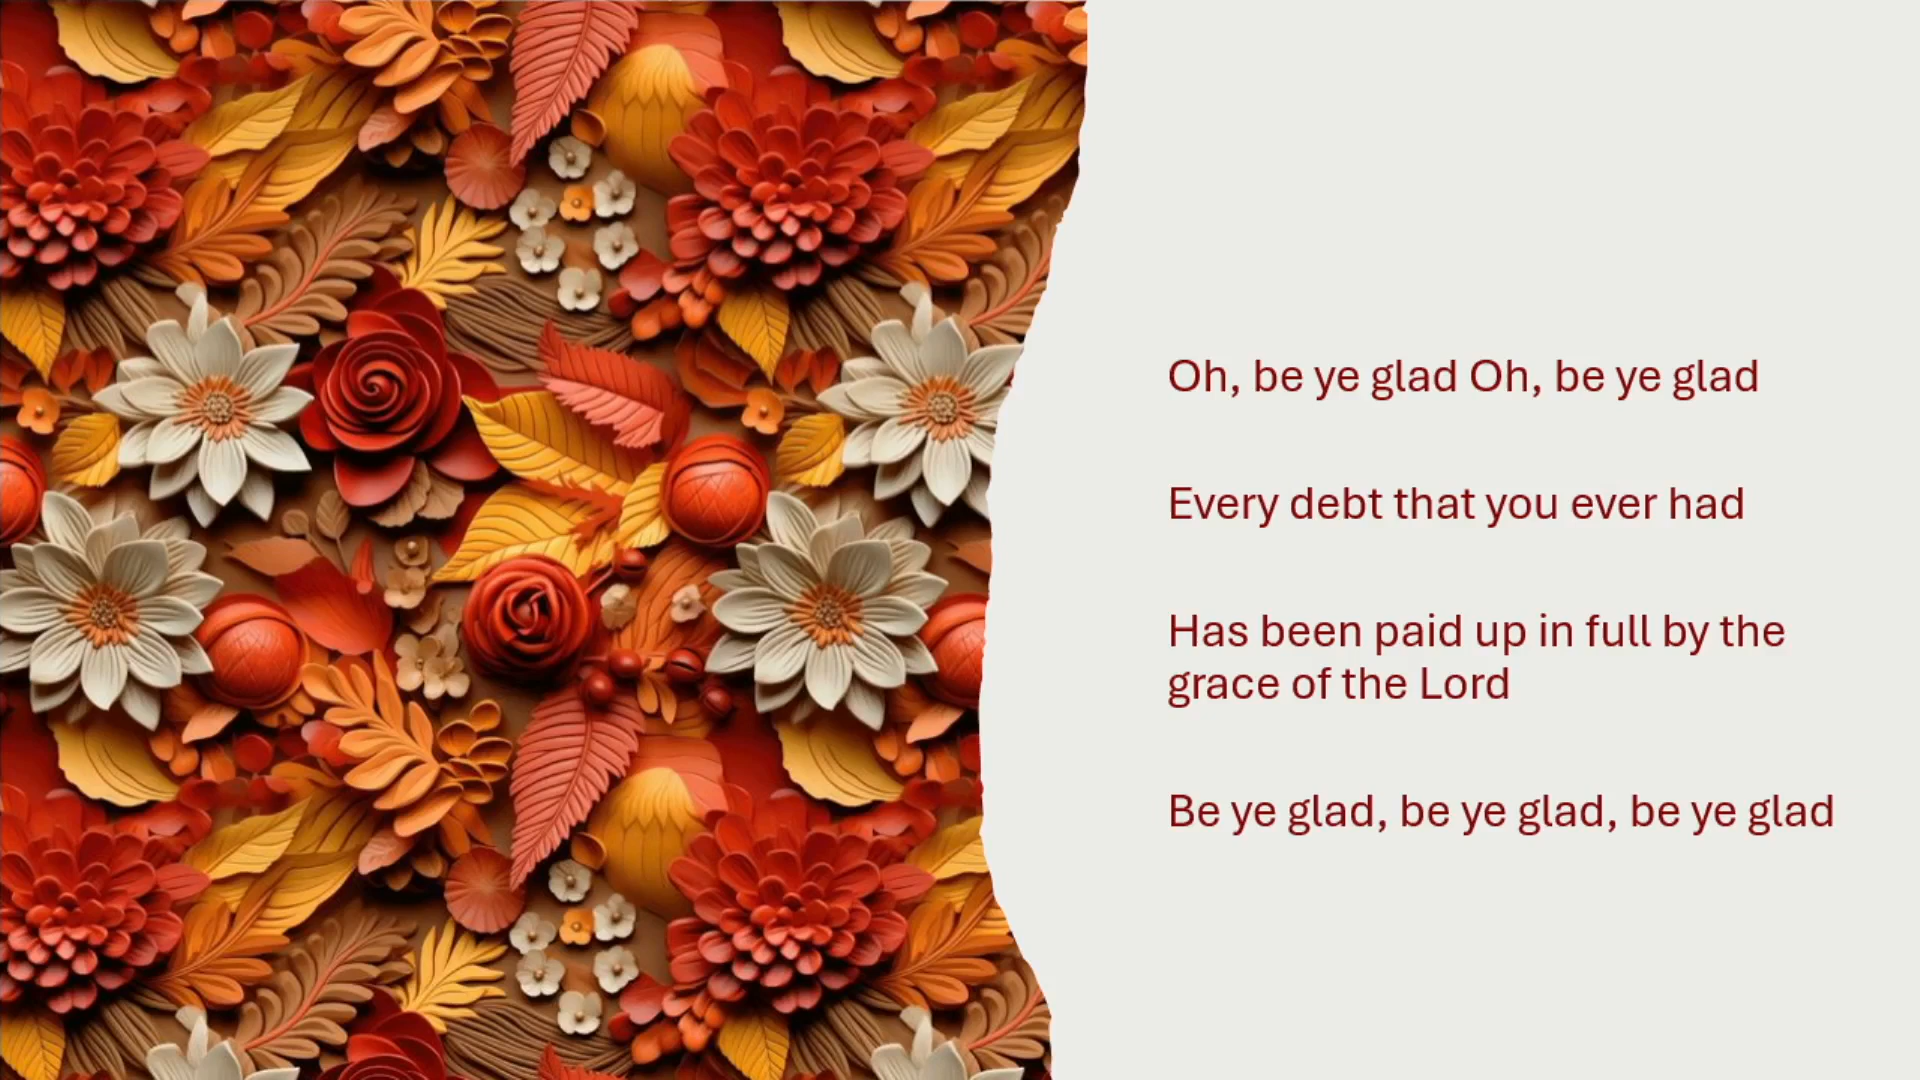 Oh, be ye glad Oh, be ye glad
Every debt that you ever had
Has been paid up in full by the
grace of the Lord
Be ye glad, be ye glad, be ye glad